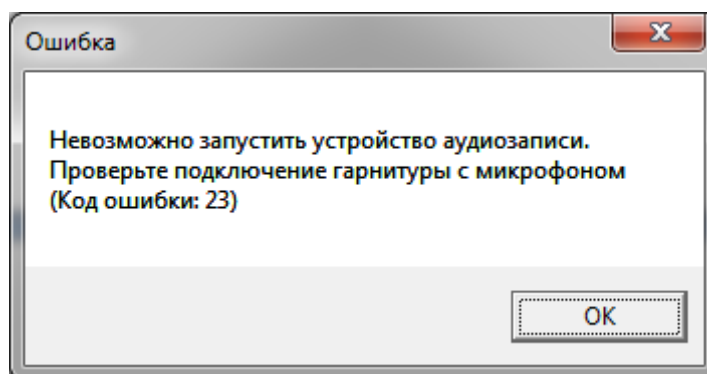 Ошибка
Невозможно запустить устройство аудиозаписи.
Проверьте подключение гарнитуры с микрофоном
(Код ошибки: 23)
OK